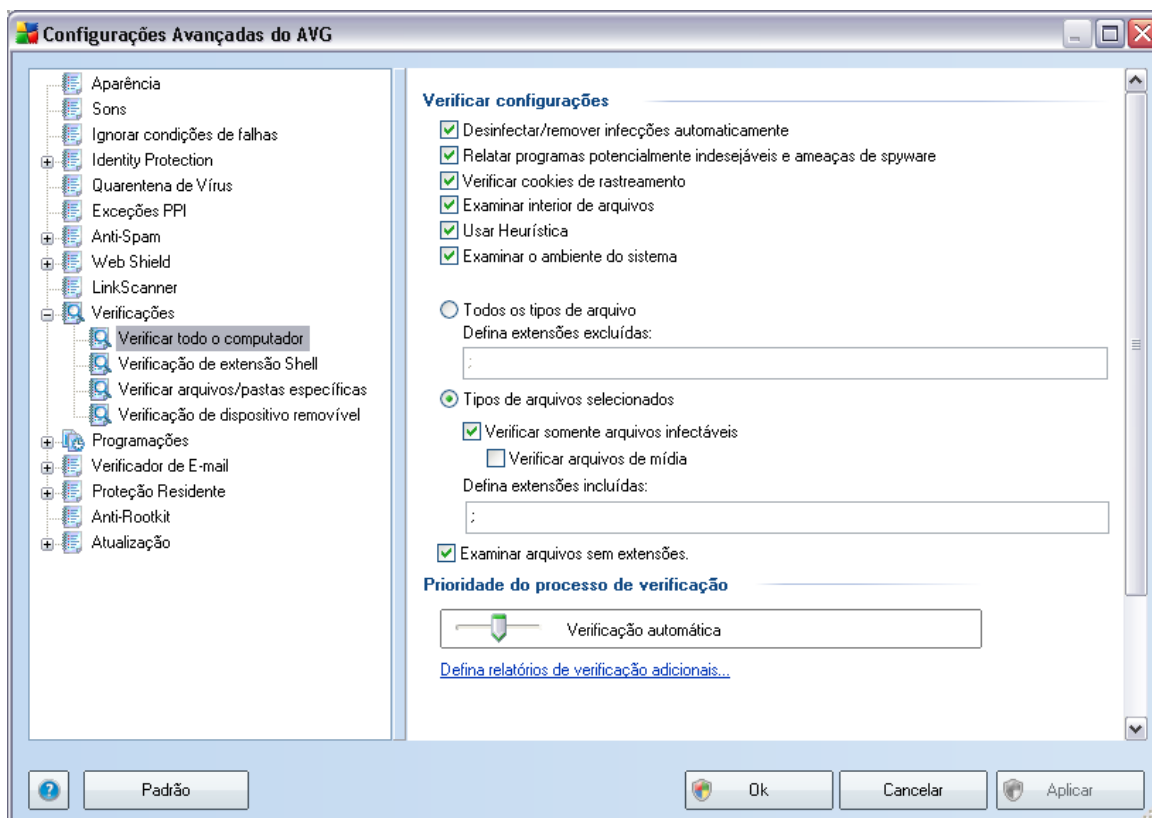 Configurações Avançadas do AVG
Aparência
Sons
Ignorar condições de falhas
Identity Protection
Quarentena de Vírus
Exceções PPI
Anti-Spam
Web Shield
LinkScanner
Verificações
Verificar todo o computador
Verificação de extensão Shell
Verificar arquivos/pastas específicas
Verificação de dispositivo removível
Programações
Verificador de E-mail
Proteção Residente
Anti-Rootkit
Atualização
Verificar configurações
Desinfectar/remover infecções automaticamente
Relatar programas potencialmente indesejáveis e ameaças de spyware
Verificar cookies de rastreamento
Examinar interior de arquivos
Usar Heurística
Examinar o ambiente do sistema
Todos os tipos de arquivo
Defina extensões excluídas:
;
Tipos de arquivos selecionados
Verificar somente arquivos infectáveis
Verificar arquivos de mídia
Defina extensões incluídas:
;
Examinar arquivos sem extensões.
Prioridade do processo de verificação
Verificação automática
Defina relatórios de verificação adicionais...
Padrão
Ok
Cancelar
Aplicar